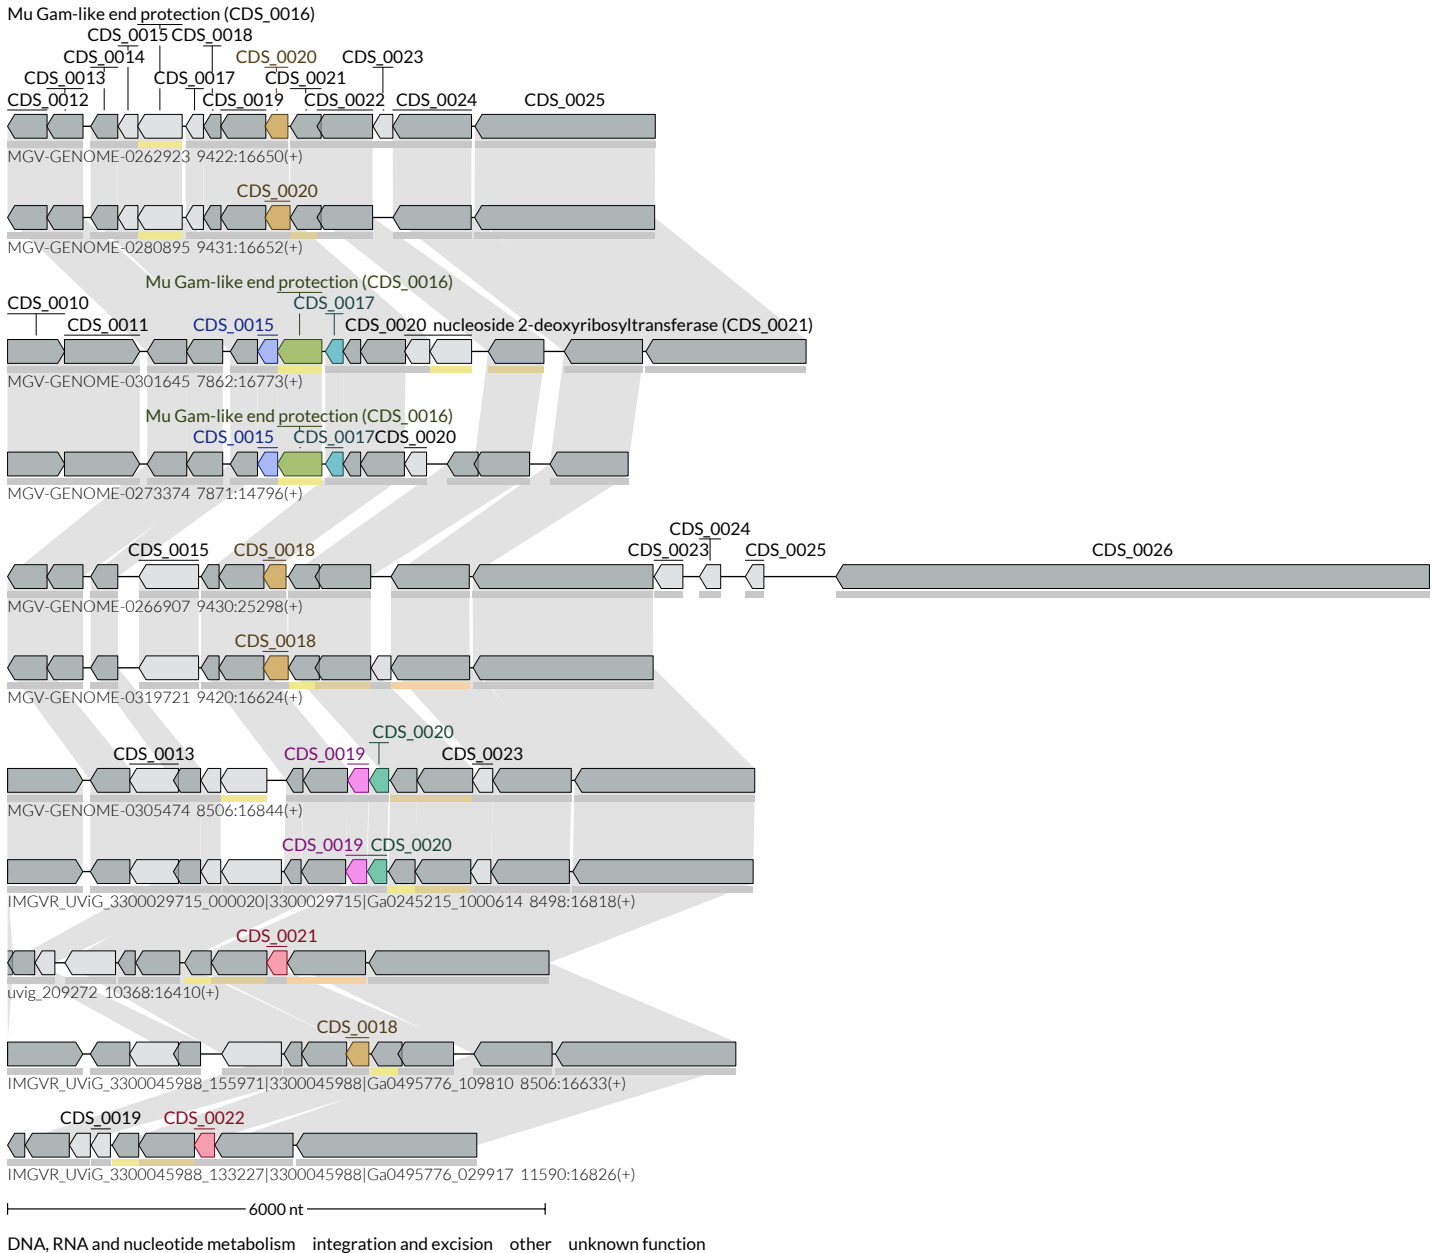 Mu Gam-like end protection (CDS_0016)
CDS_0015 CDS_0018
CDS_0014 CDS_0020 CDS_0023
CDS_0013 CDS_0017 CDS_0021
CDS_0012 CDS_0019 CDS_0022 CDS_0024 CDS_0025
MGV-GENOME-0262923 9422:16650(+)
CDS_0020
MGV-GENOME-0280895 9431:16652(+)
Mu Gam-like end protection (CDS_0016)
CDS_0010 CDS_0017
CDS_0011 CDS_0015 CDS_0020 nucleoside 2-deoxyribosyltransferase (CDS_0021)
MGV-GENOME-0301645 7862:16773(+)
Mu Gam-like end protection (CDS_0016)
CDS_0015 CDS_0017 CDS_0020
MGV-GENOME-0273374 7871:14796(+)
CDS_0024
CDS_0015 CDS_0018 CDS_0023 CDS_0025 CDS_0026
MGV-GENOME-0266907 9430:25298(+)
CDS_0018
MGV-GENOME-0319721 9420:16624(+)
CDS_0020
CDS_0013 CDS_0019 CDS_0023
MGV-GENOME-0305474 8506:16844(+)
CDS_0019 CDS_0020
IMGVR_UViG_3300029715_000020|3300029715|Ga0245215_1000614 8498:16818(+)
CDS_0021
uvig_209272 10368:16410(+)
CDS_0018
IMGVR_UViG_3300045988_155971|3300045988|Ga0495776_109810 8506:16633(+)
CDS_0019 CDS_0022
IMGVR_UViG_3300045988_133227|3300045988|Ga0495776_029917 11590:16826(+)
6000 nt
DNA, RNA and nucleotide metabolism integration and excision other unknown function